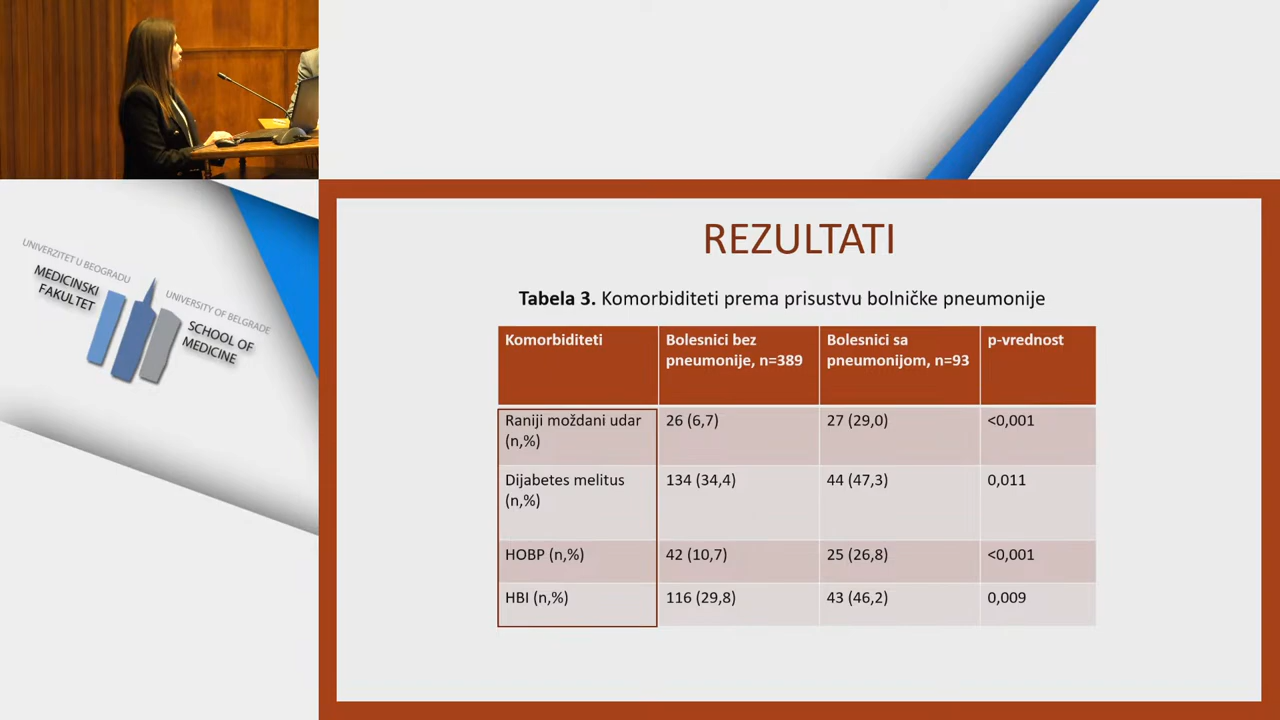 UNIVERZITET U BEOGRADU
MEDICINSKI
FAKULTET
UNIVERSITY OF BELGRADE
SCHOOL OF
MEDICINE
REZULTATI
Tabela 3. Komorbiditeti prema prisustvu bolničke pneumonije
Komorbiditeti
Bolesnici bez
pneumonije, n=389
Bolesnici sa
pneumonijom, n=93
p-vrednost
Raniji moždani udar
(n,%)
26 (6,7)
27 (29,0)
<0,001
Dijabetes melitus
(n,%)
134 (34,4)
44 (47,3)
0,011
HOBP (n,%)
42 (10,7)
25 (26,8)
<0,001
HBI (n,%)
116 (29,8)
43 (46,2)
0,009